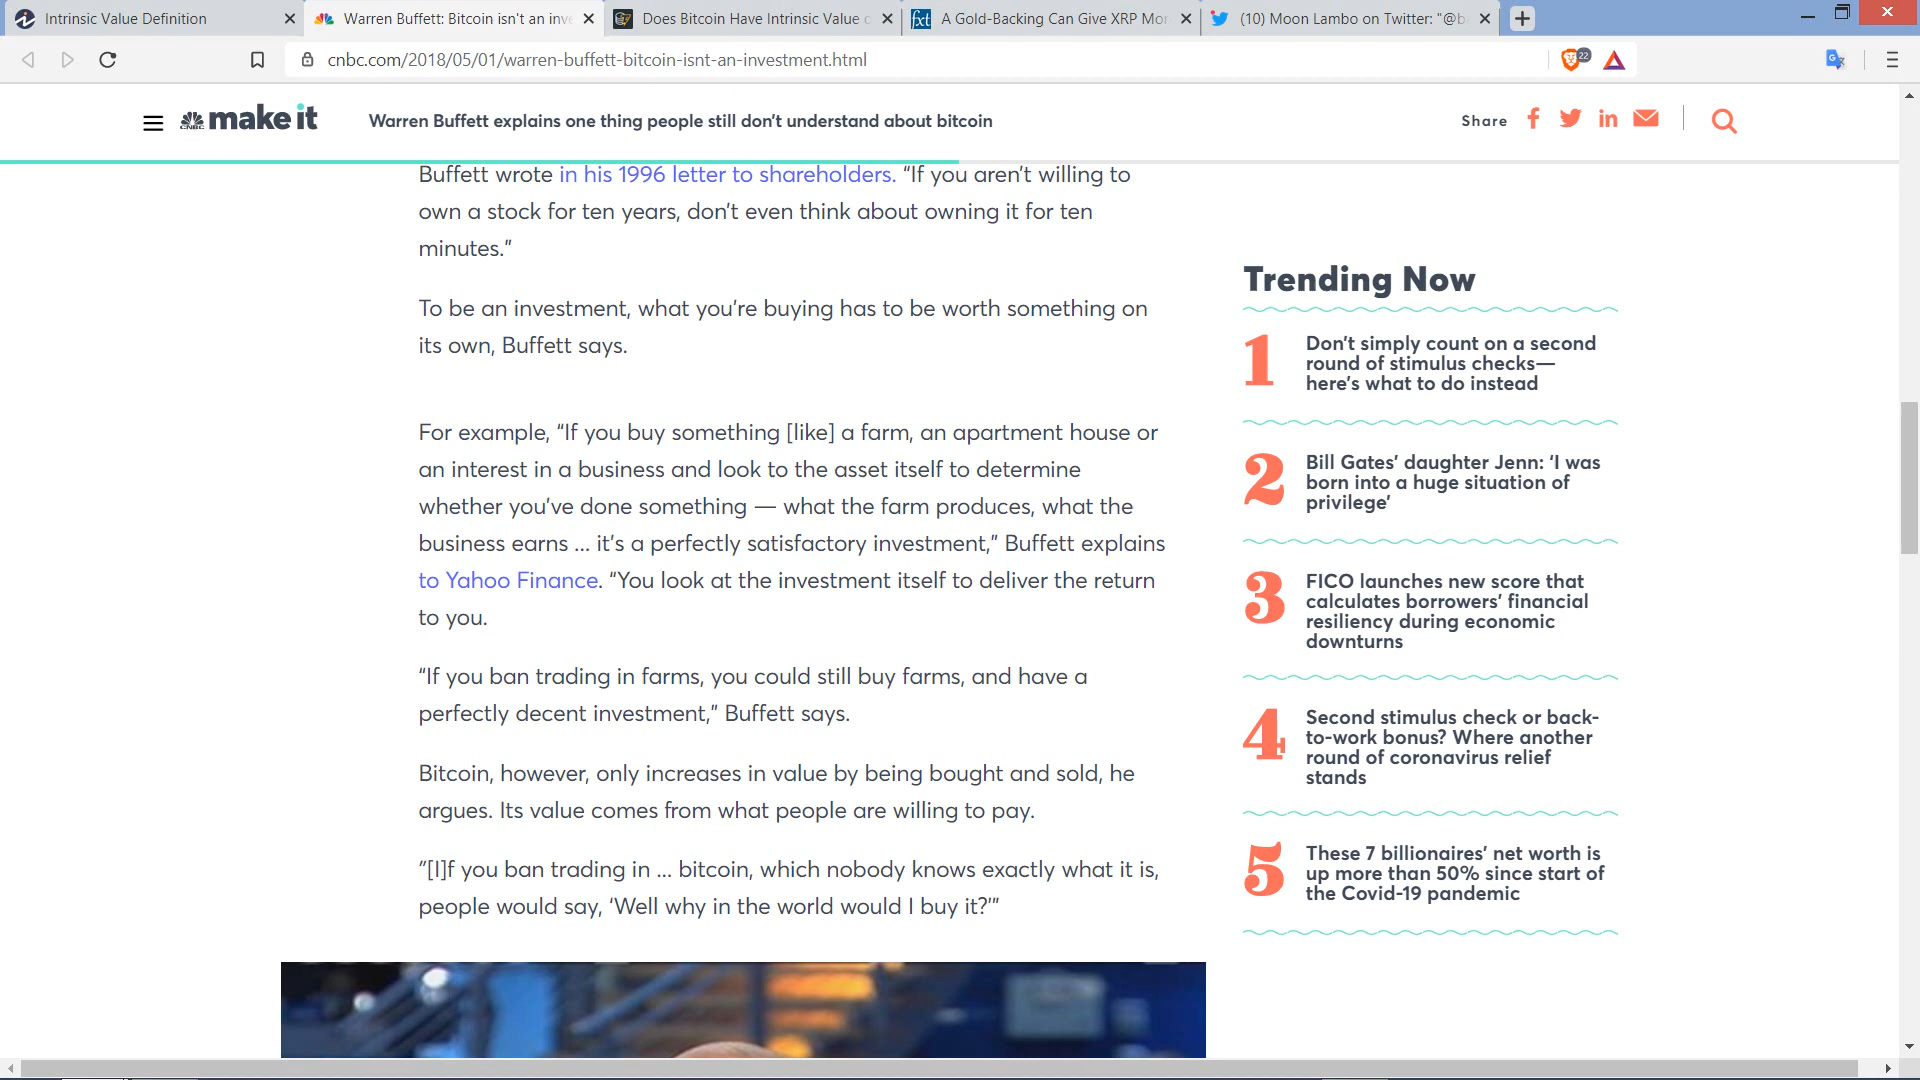 Intrinsic Value Definition
Warren Buffett: Bitcoin isn't an inve
Does Bitcoin Have Intrinsic Value o
fxt
A Gold-Backing Can Give XRP Mor
(10) Moon Lambo on Twitter: "@b
cnbc.com/2018/05/01/warren-buffett-bitcoin-isnt-an-investment.html
22
CNBC make it
Warren Buffett explains one thing people still don't understand about bitcoin
Share
Buffett wrote in his 1996 letter to shareholders. “If you aren't willing to
own a stock for ten years, don't even think about owning it for ten
minutes.”
To be an investment, what you're buying has to be worth something on
its own, Buffett says.
For example, “If you buy something [like] a farm, an apartment house or
an interest in a business and look to the asset itself to determine
whether you've done something — what the farm produces, what the
business earns ... it's a perfectly satisfactory investment,” Buffett explains
to Yahoo Finance. “You look at the investment itself to deliver the return
to you.
“If you ban trading in farms, you could still buy farms, and have a
perfectly decent investment,” Buffett says.
Bitcoin, however, only increases in value by being bought and sold, he
argues. Its value comes from what people are willing to pay.
”[I]f you ban trading in ... bitcoin, which nobody knows exactly what it is,
people would say, ‘Well why in the world would I buy it?’”
Trending Now
1
Don't simply count on a second
round of stimulus checks—
here's what to do instead
2
Bill Gates' daughter Jenn: ‘I was
born into a huge situation of
privilege’
3
FICO launches new score that
calculates borrowers' financial
resiliency during economic
downturns
4
Second stimulus check or back-
to-work bonus? Where another
round of coronavirus relief
stands
5
These 7 billionaires' net worth is
up more than 50% since start of
the Covid-19 pandemic